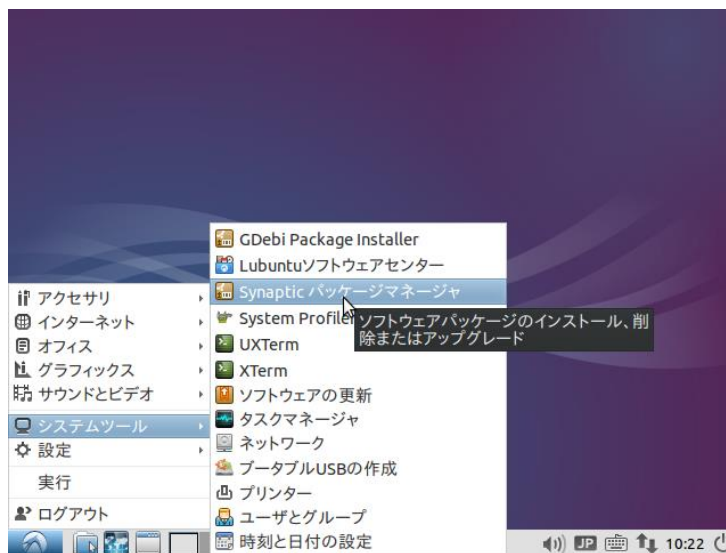 GDebi Package Installer
Lubuntuソフトウェアセンター
Synaptic パッケージマネージャ
System Profiler
ソフトウェアパッケージのインストール、削
除またはアップグレード
UXTerm
XTerm
ソフトウェアの更新
タスクマネージャ
ネットワーク
ブータブルUSBの作成
プリンター
ユーザとグループ
時刻と日付の設定
アクセサリ
インターネット
オフィス
グラフィックス
サウンドとビデオ
システムツール
設定
実行
ログアウト
JP
10:22